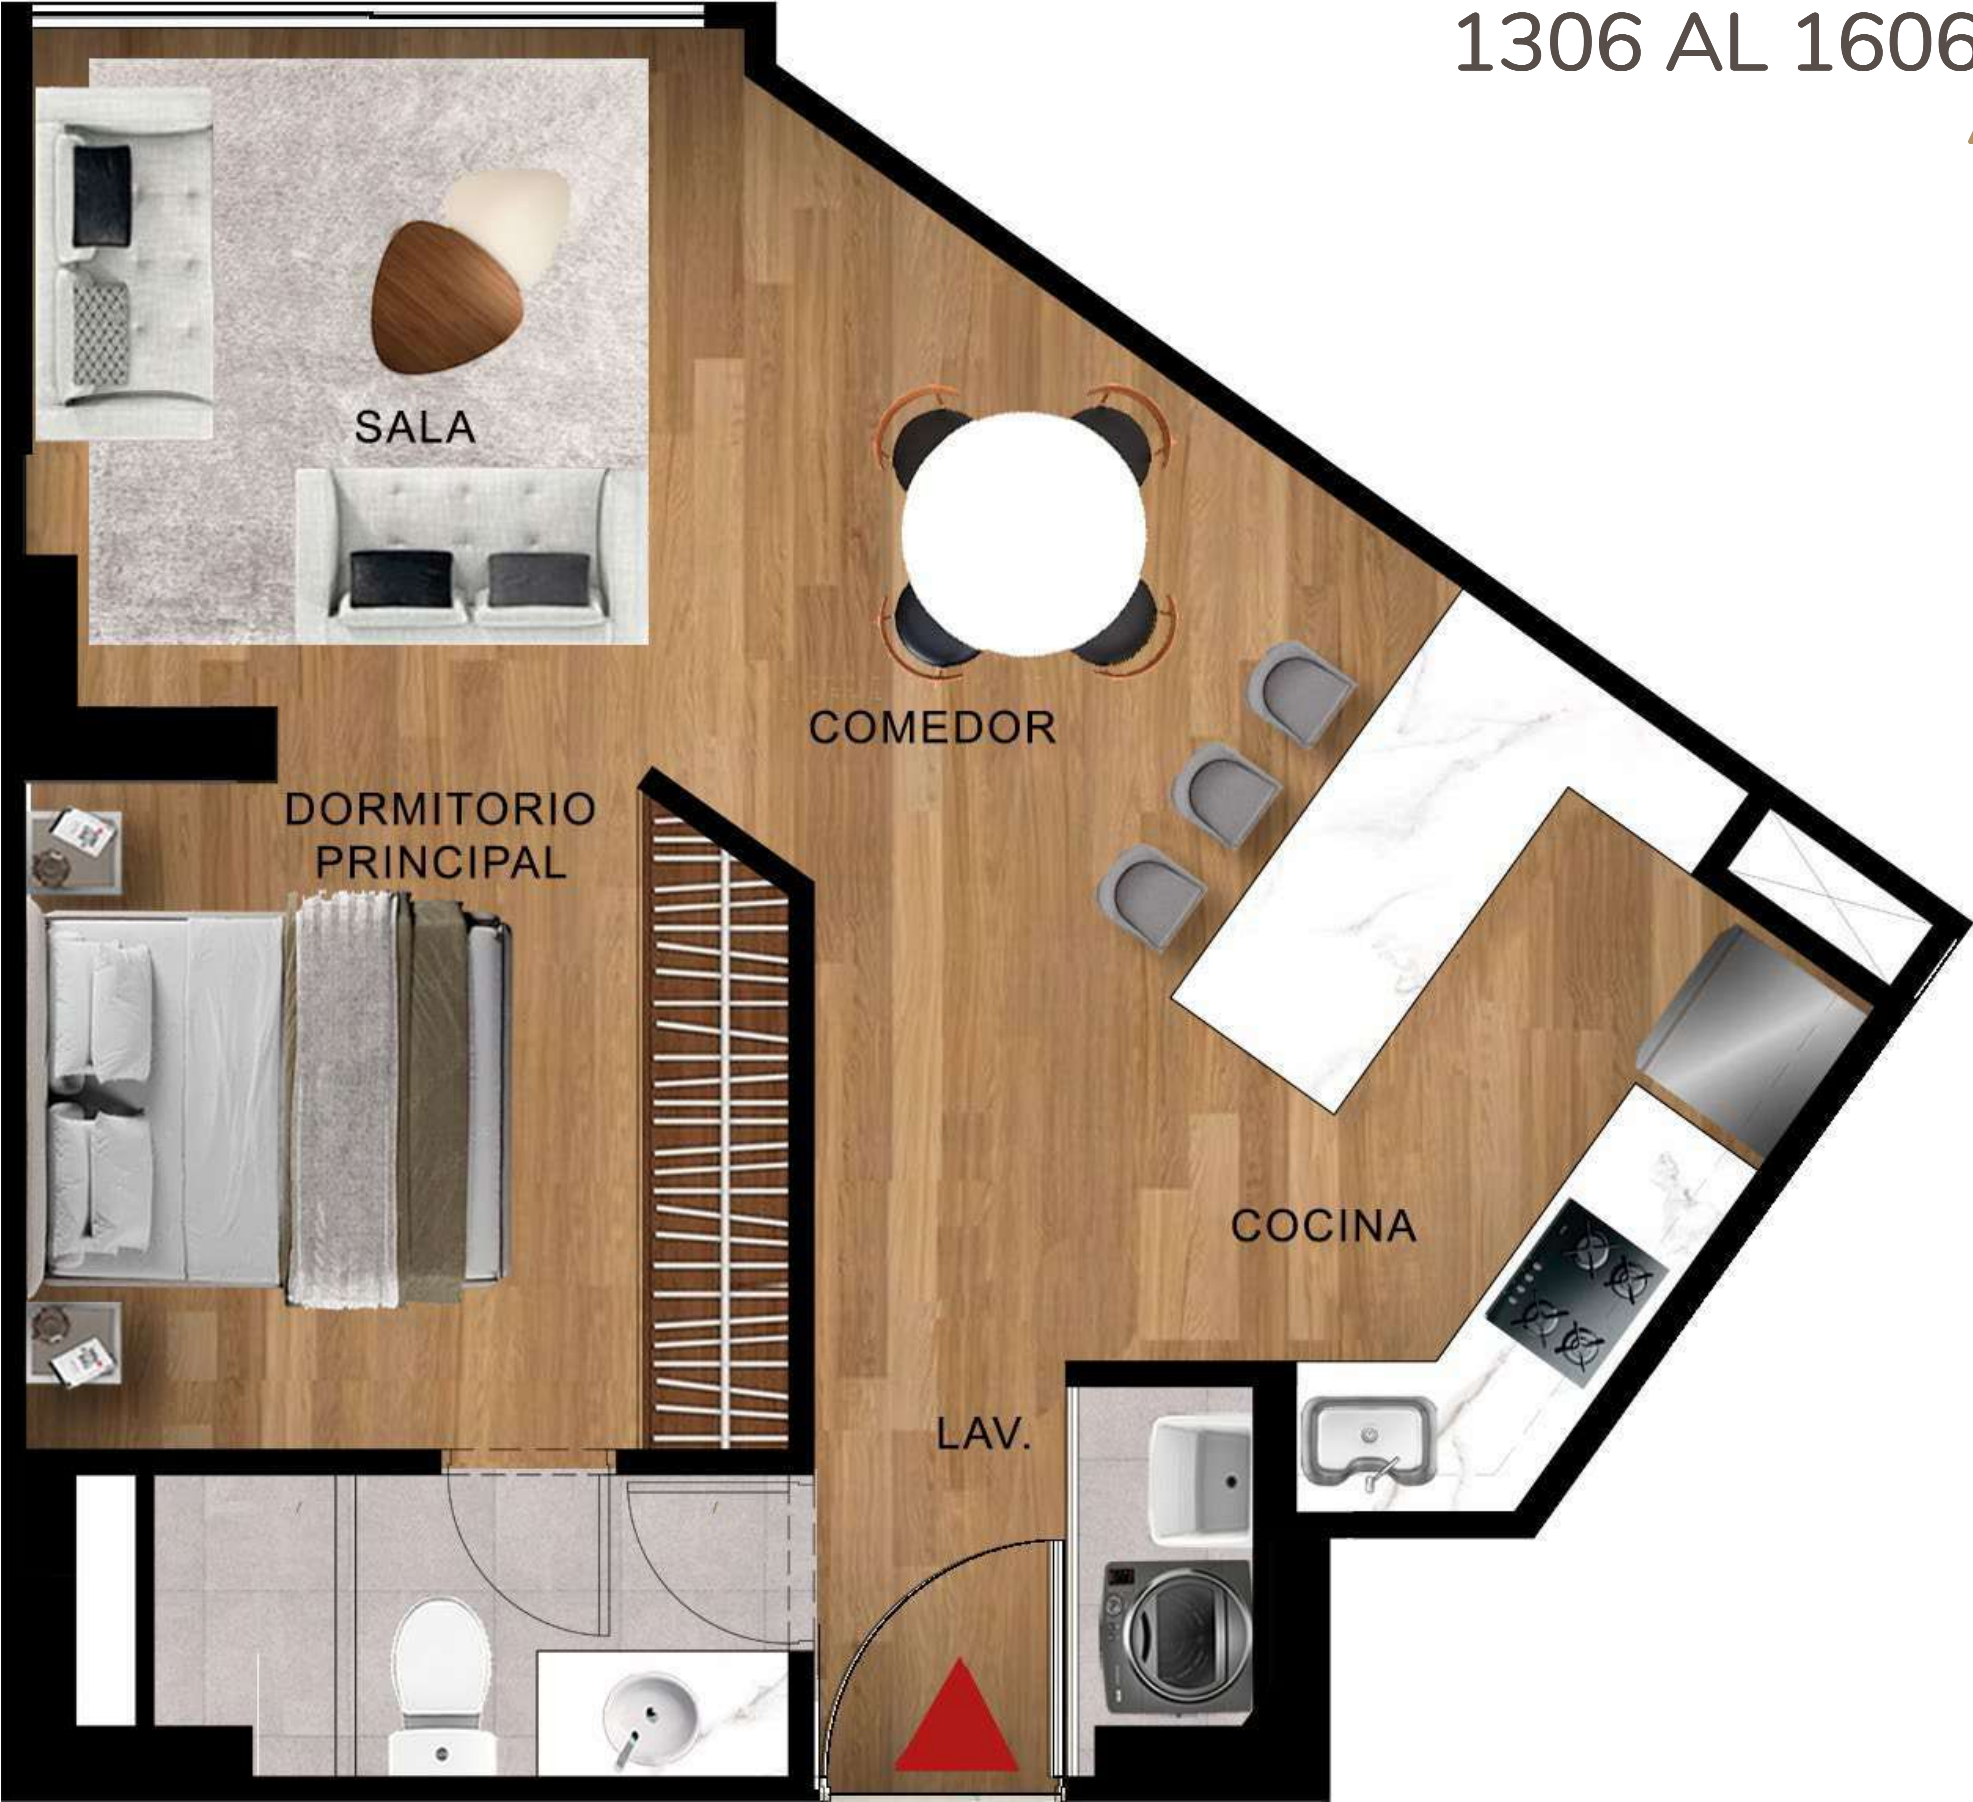 1306 AL 1606
SALA
COMEDOR
DORMITORIO
PRINCIPAL
COCINA
LAV.